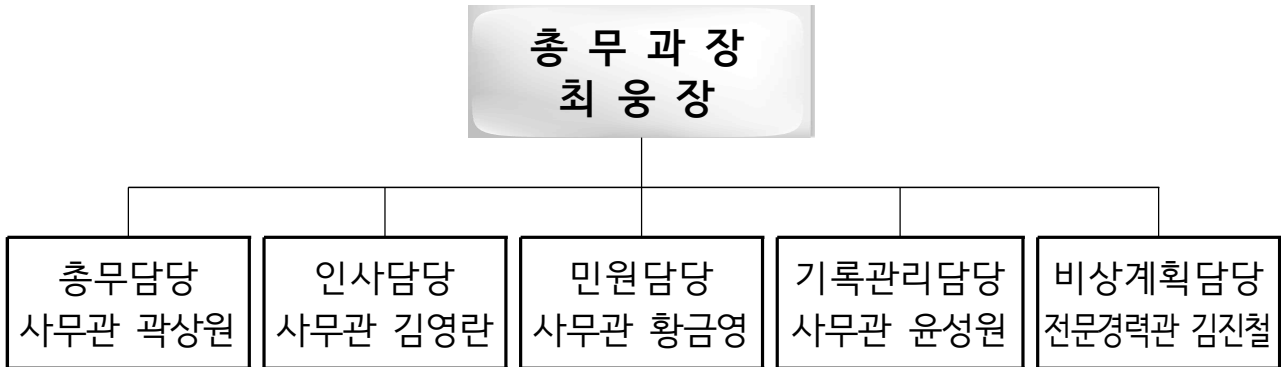 총 무 과 장
최 웅 장
총무담당
사무관 곽상원
인사담당
사무관 김영란
민원담당
사무관 황금영
기록관리담당
사무관 윤성원
비상계획담당
전문경력관 김진철